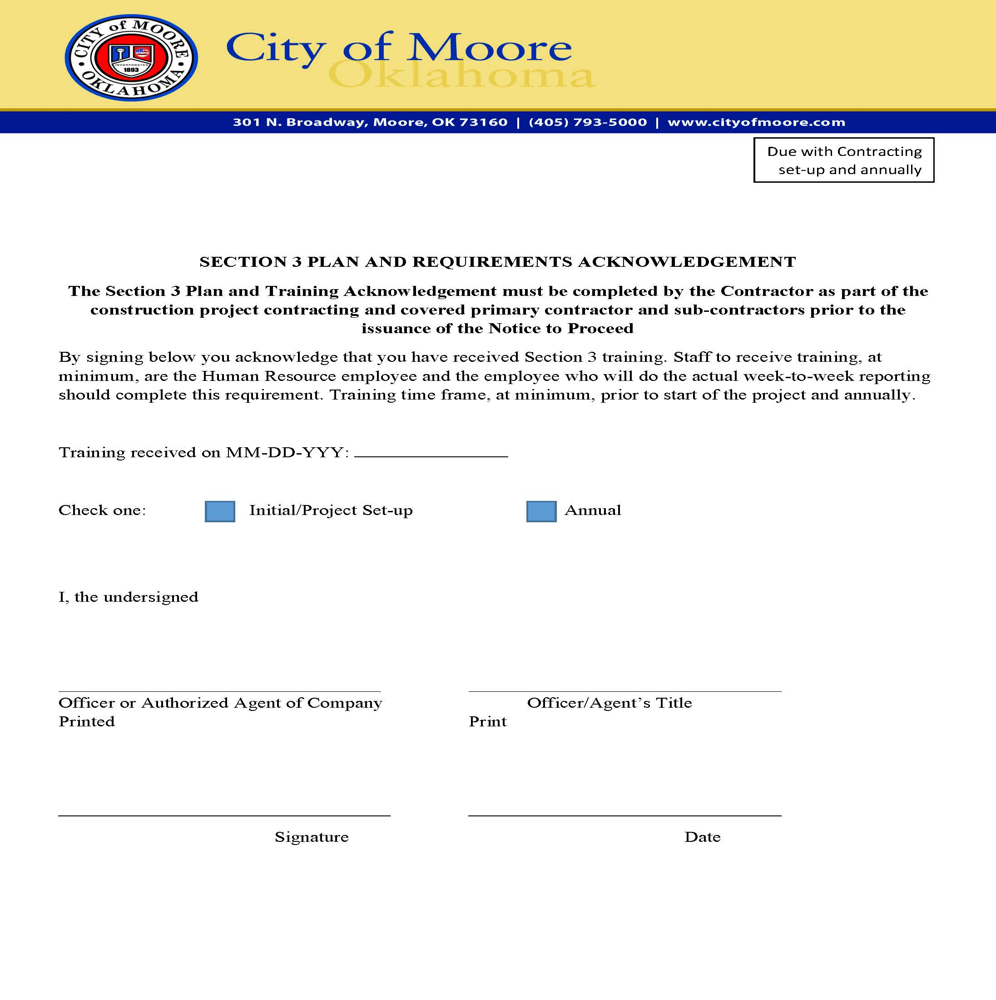 CITY of MOORE
INCORPORATED
1893
OKLAHOMA
City of Moore
Oklahoma
301 N. Broadway, Moore, OK 73160 | (405) 793-5000 | www.cityofmoore.com
Due with Contracting
set-up and annually
SECTION 3 PLAN AND REQUIREMENTS ACKNOWLEDGEMENT
The Section 3 Plan and Training Acknowledgement must be completed by the Contractor as part of the
construction project contracting and covered primary contractor and sub-contractors prior to the
issuance of the Notice to Proceed
By signing below you acknowledge that you have received Section 3 training. Staff to receive training, at
minimum, are the Human Resource employee and the employee who will do the actual week-to-week reporting
should complete this requirement. Training time frame, at minimum, prior to start of the project and annually.
Training received on MM-DD-YYY:
Check one: Initial/Project Set-up Annual
I, the undersigned
Officer or Authorized Agent of Company Officer/Agent’s Title
Printed Print
Signature Date